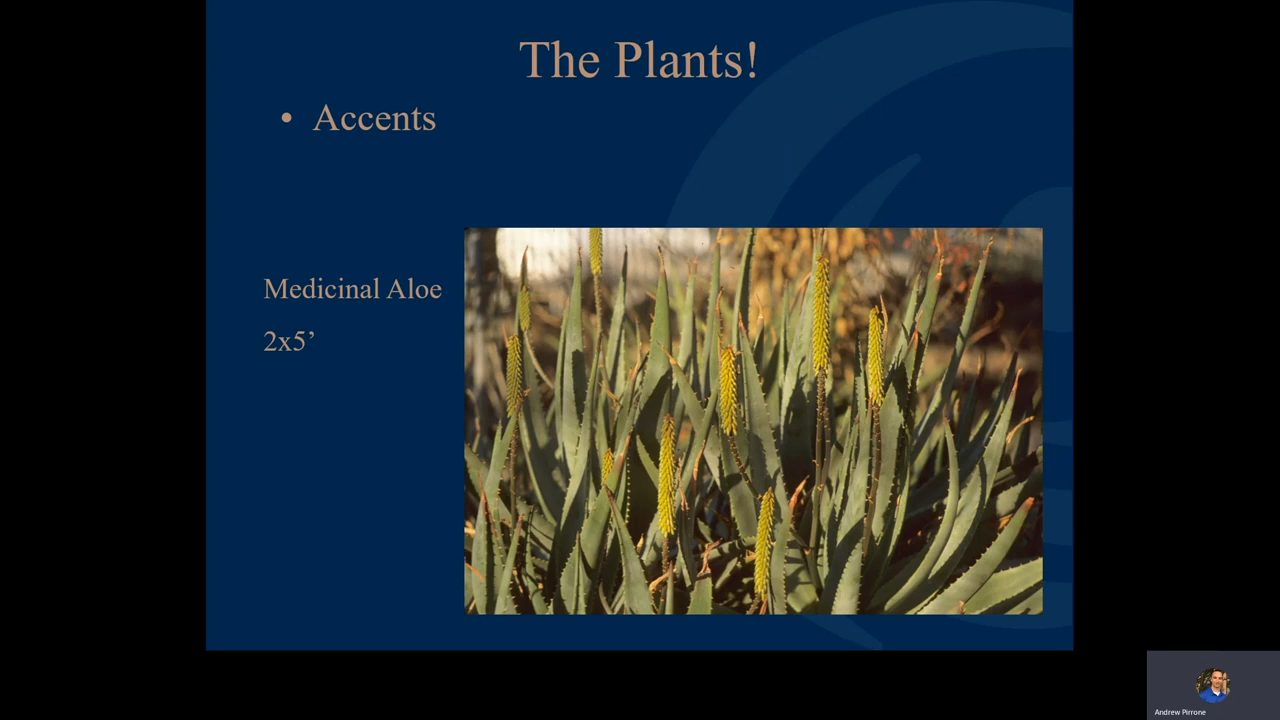 The Plants!
• Accents
Medicinal Aloe
2x5’
Andrew Pirrone